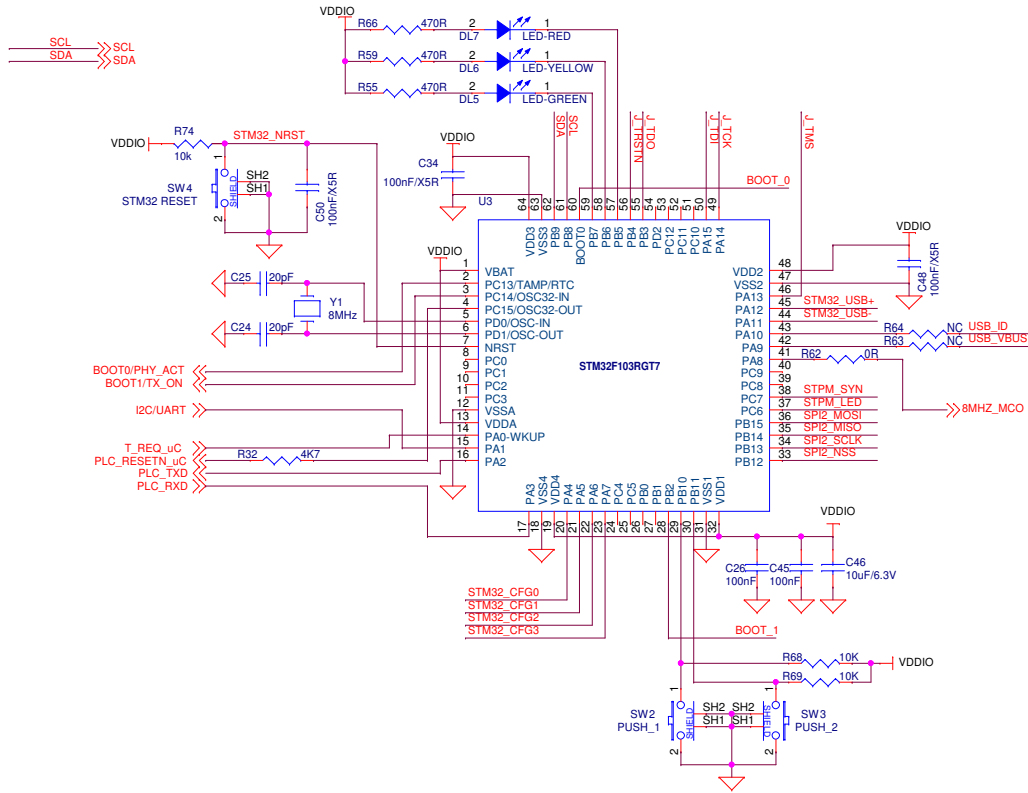 VDDIO
R66 470R 2 1
DL7 LED-RED
R59 470R 2 1
DL6 LED-YELLOW
R55 470R 2 1
DL5 LED-GREEN
SCL SCL
SDA SDA
VDDIO R74 10k STM32_NRST
1
SH2
SH1
SHIELD
SW4
STM32 RESET
2
C50
100nF/X5R
VDDIO
C34
100nF/X5R
SDA
SCL
J_TRSTN
J_TDO
J_TDI
J_TCK
J_TMS
BOOT_0
U3
64 63 62 61 60 59 58 57 56 55 54 53 52 51 50 49
VDD3 VSS3 PB9 PB8 BOOT0 PB7 PB6 PB5 PB4 PB3 PD2 PC12 PC11 PC10 PA15 PA14
VDDIO
1 VBAT
2 PC13/TAMP/RTC
3 PC14/OSC32-IN
4 PC15/OSC32-OUT
5 PD0/OSC-IN
6 PD1/OSC-OUT
7 NRST
8 PC0
9 PC1
10 PC2
11 PC3
12 VSSA
13 VDDA
14 PA0-WKUP
15 PA1
16 PA2
STM32F103RGT7
VDD2 48
VSS2 47
PA13 46
PA12 45 STM32_USB+
PA11 44 STM32_USB-
PA10 43 R64 NC USB_ID
PA9 42 R63 NC USB_VBUS
PA8 41 R62 0R
PC9 40
PC8 39
PC7 38 STPM_SYN
PC6 37 STPM_LED
PB15 36 SPI2_MOSI
PB14 35 SPI2_MISO
PB13 34 SPI2_SCLK
PB12 33 SPI2_NSS
8MHZ_MCO
VDDIO
C48
100nF/X5R
C25 20pF
Y1
8MHz
C24 20pF
BOOT0/PHY_ACT
BOOT1/TX_ON
I2C/UART
T_REQ_uC
PLC_RESETN_uC R32 4K7
PLC_TXD
PLC_RXD
PA3 VSS4 VDD4 PA4 PA5 PA6 PA7 PC4 PC5 PB0 PB1 PB2 PB10 PB11 VSS1 VDD1
17 18 19 20 21 22 23 24 25 26 27 28 29 30 31 32
VDDIO
C26
100nF
C45
100nF
C46
10uF/6.3V
STM32_CFG0
STM32_CFG1
STM32_CFG2
STM32_CFG3
BOOT_1
R68 10K VDDIO
R69 10K
1 1
SW2
PUSH_1
SHIELD
SH2 SH2
SH1 SH1
SHIELD
SW3
PUSH_2
2 2